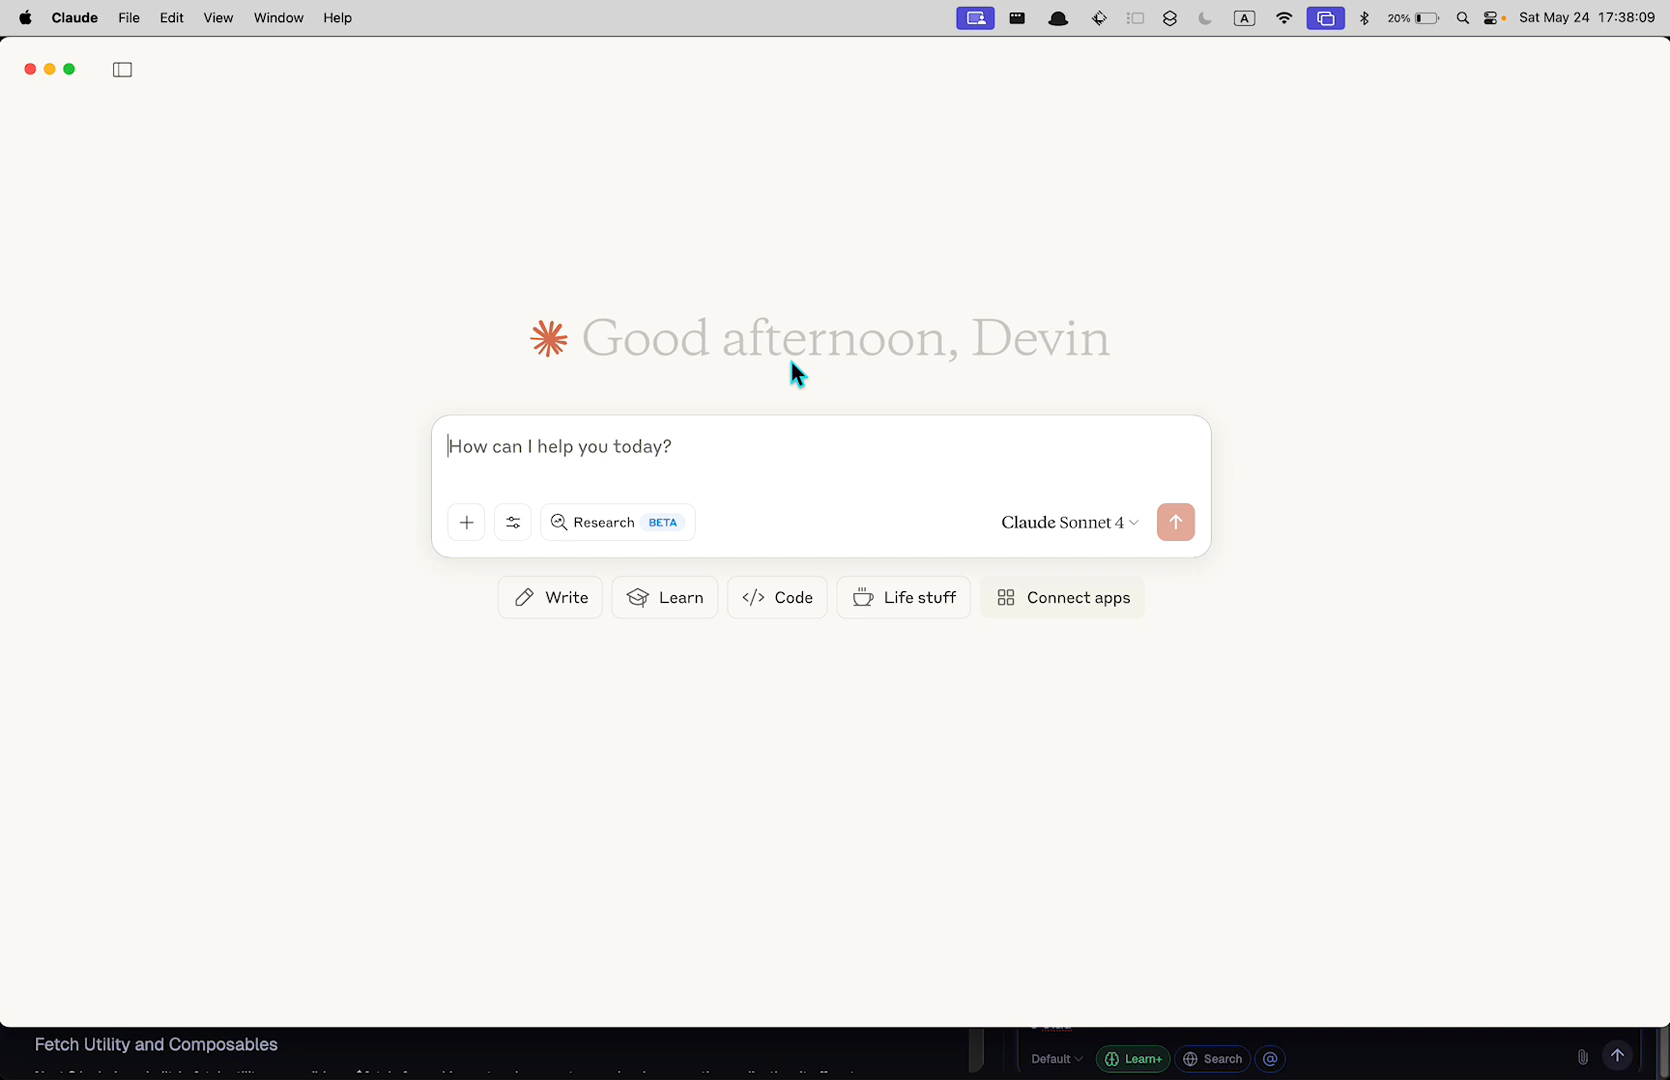 Claude File Edit View Window Help
A
20%
Sat May 24 17:38:09
Good afternoon, Devin
How can I help you today?
Research BETA
Claude Sonnet 4
Write
Learn
</> Code
Life stuff
Connect apps
Fetch Utility and Composables
Default
Learn+
Search
@